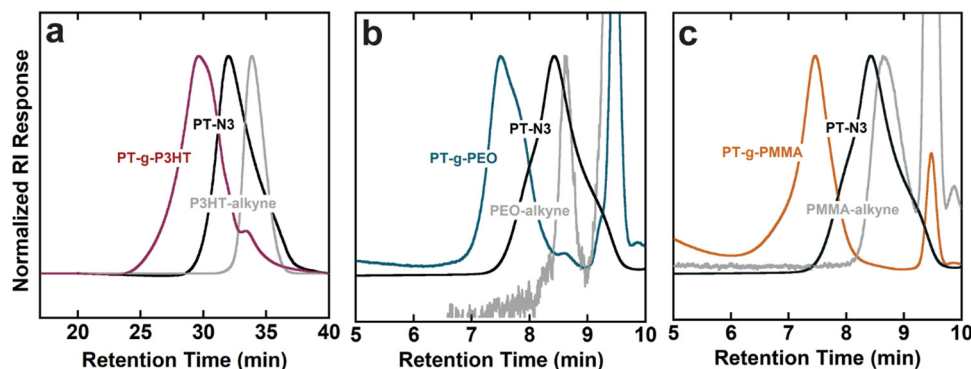 Normalized RI Response
a
PT-N3
PT-g-P3HT
P3HT-alkyne
20 25 30 35 40
Retention Time (min)
b
PT-N3
PT-g-PEO
PEO-alkyne
5 6 7 8 9 10
Retention Time (min)
c
PT-N3
PT-g-PMMA
PMMA-alkyne
5 6 7 8 9 10
Retention Time (min)